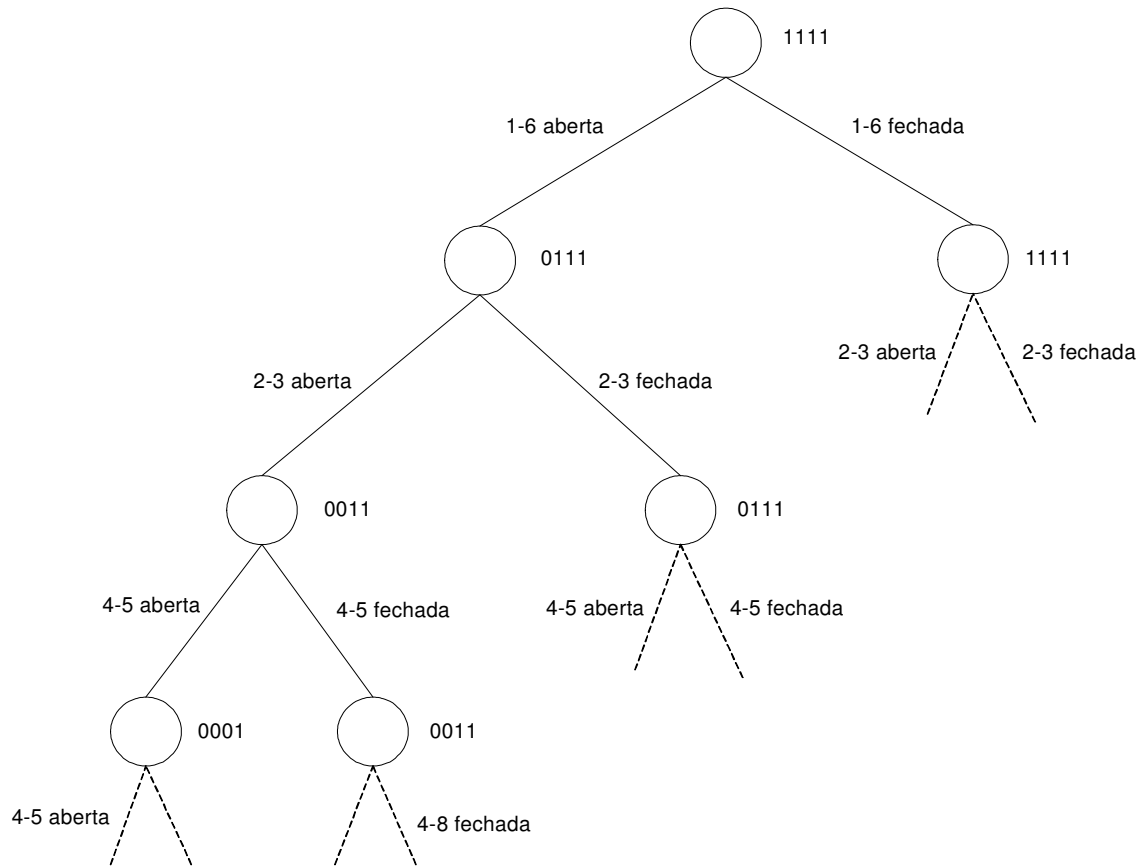 1111
1-6 aberta
1-6 fechada
0111
1111
2-3 aberta
2-3 fechada
2-3 aberta
2-3 fechada
0011
0111
4-5 aberta
4-5 fechada
4-5 aberta
4-5 fechada
0001
0011
4-5 aberta
4-8 fechada